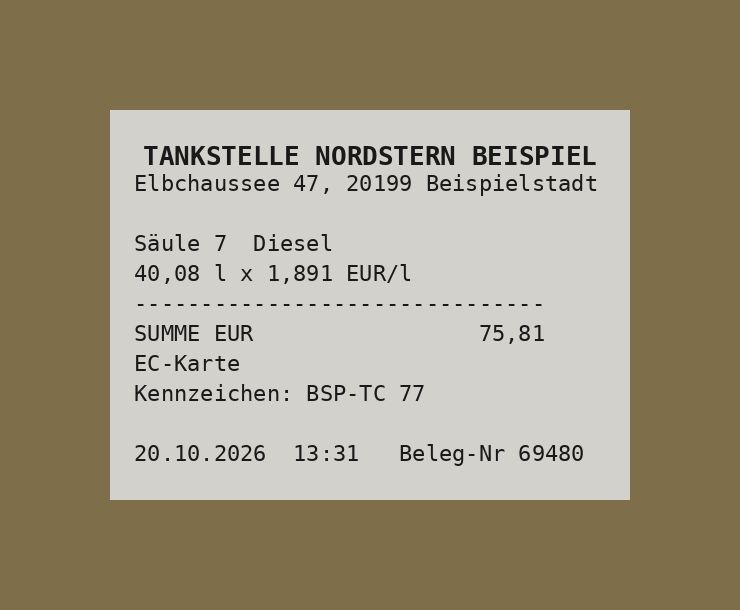 TANKSTELLE NORDSTERN BEISPIEL
Elbchaussee 47, 20199 Beispielstadt
Säule 7  Diesel
40,08 l x 1,891 EUR/l
-------------------------------
SUMME EUR                 75,81
EC-Karte
Kennzeichen: BSP-TC 77
20.10.2026  13:31   Beleg-Nr 69480